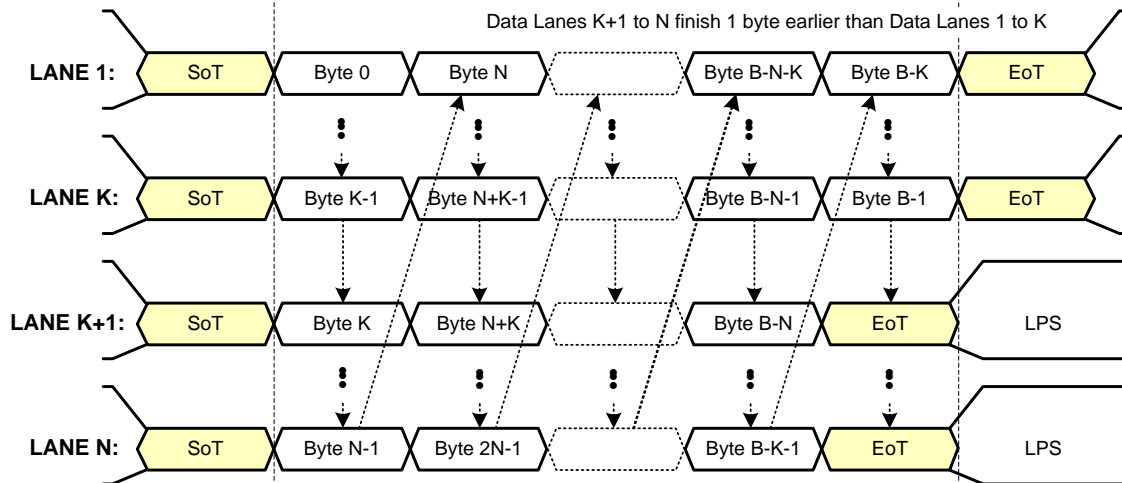 Data Lanes K+1 to N finish 1 byte earlier than Data Lanes 1 to K
LANE 1: SoT Byte 0 Byte N Byte B-N-K Byte B-K EoT
LANE K: SoT Byte K-1 Byte N+K-1 Byte B-N-1 Byte B-1 EoT
LANE K+1: SoT Byte K Byte N+K Byte B-N EoT LPS
LANE N: SoT Byte N-1 Byte 2N-1 Byte B-K-1 EoT LPS